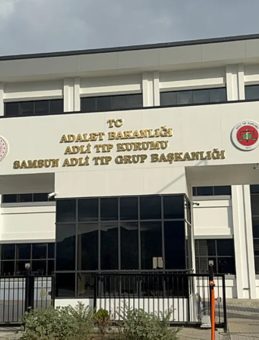 TC
ADALET BAKANLIĞI
ADLİ TIP KURUMU
SAMSUN ADLİ TIP GRUP BAŞKANLIĞI